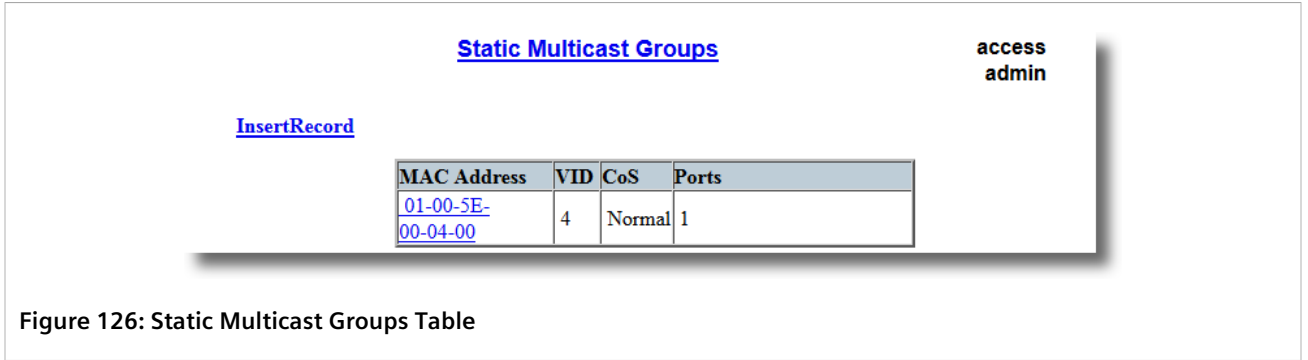 Static Multicast Groups
access
admin
InsertRecord
MAC Address VID CoS Ports
01-00-5E-
00-04-00 4 Normal 1
Figure 126: Static Multicast Groups Table